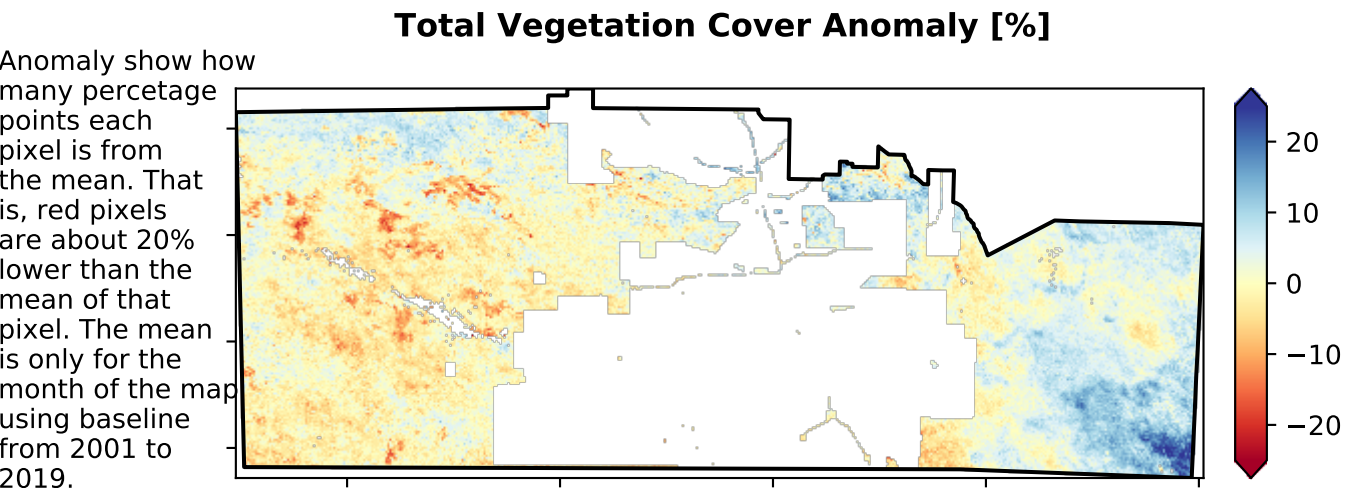 Total Vegetation Cover Anomaly [%]
Anomaly show how
many percetage
points each
pixel is from
the mean. That
is, red pixels
are about 20%
lower than the
mean of that
pixel. The mean
is only for the
month of the map
using baseline
from 2001 to
2019.
20
10
0
−10
−20